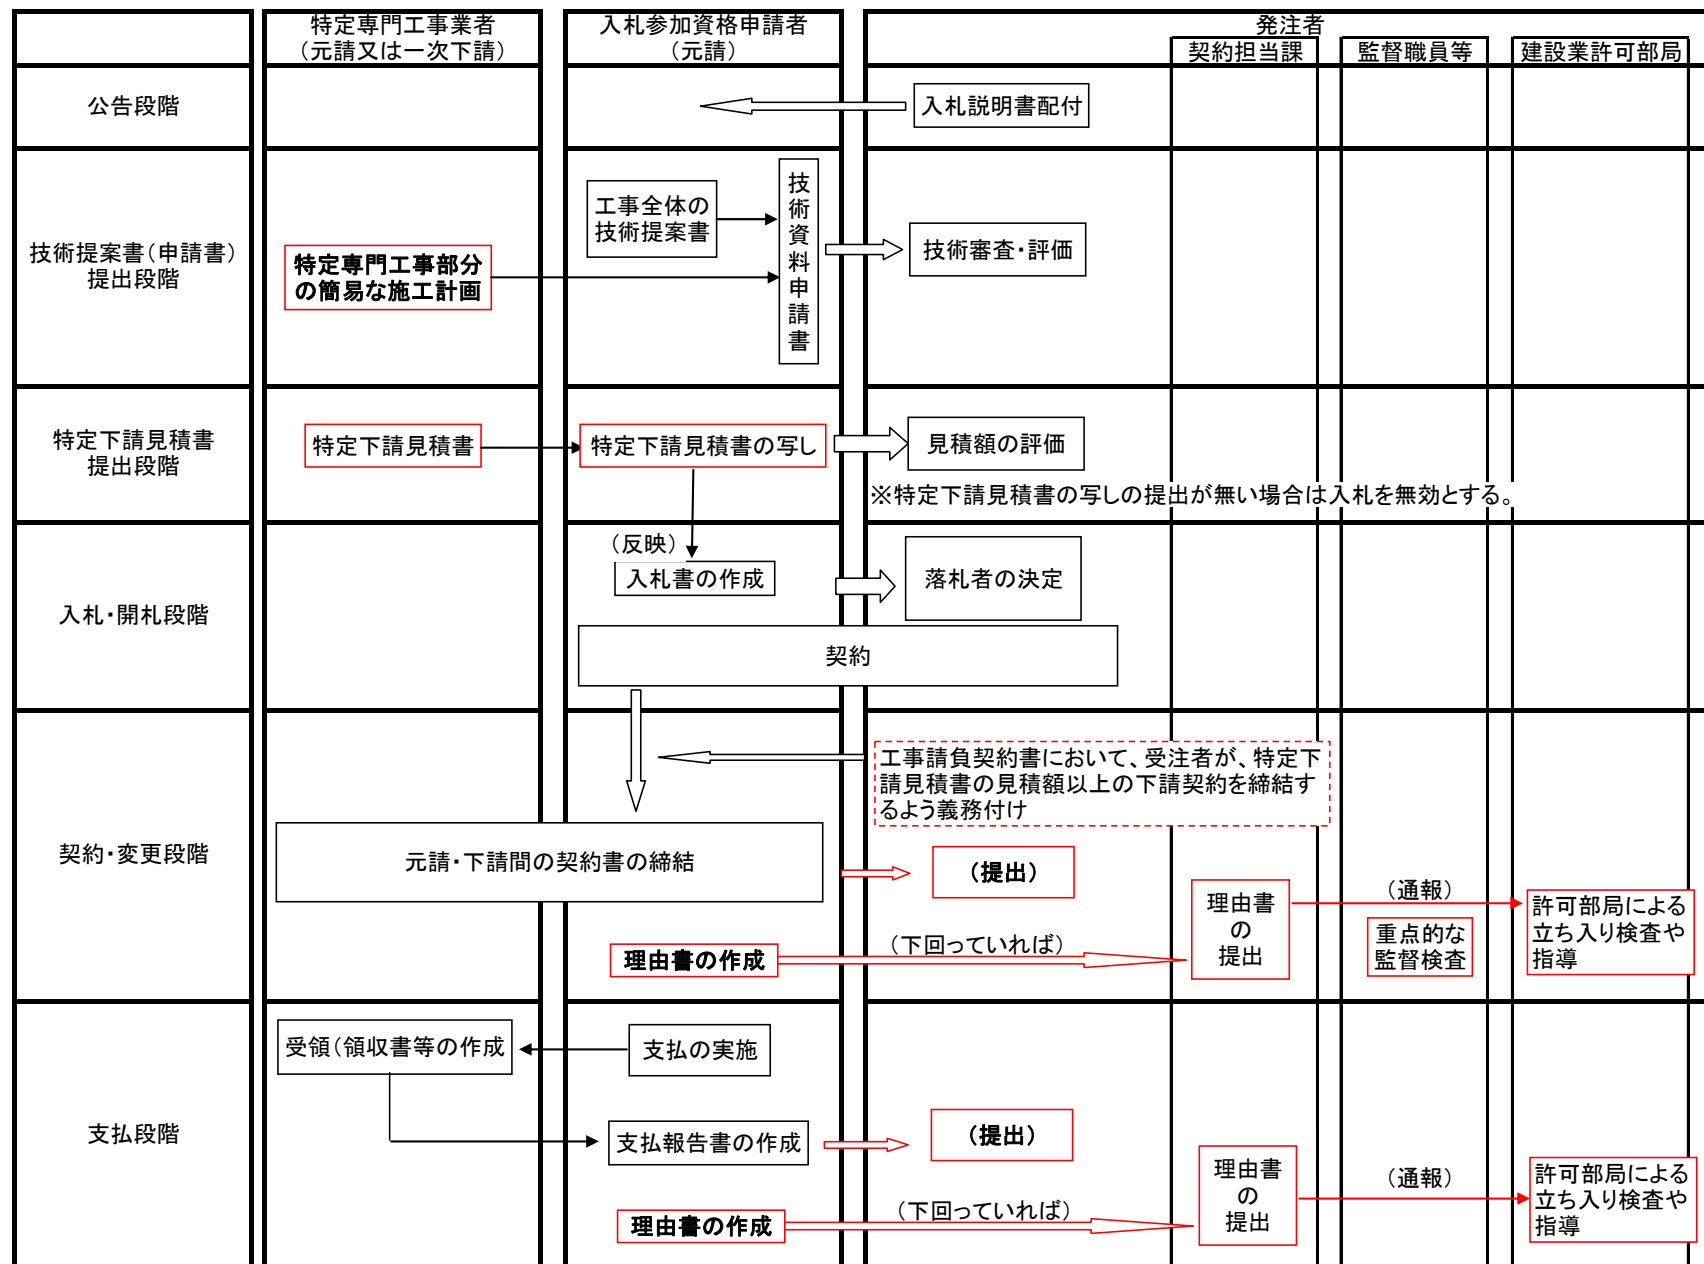 特定専門工事業者
（元請又は一次下請）
入札参加資格申請者
（元請）
発注者
契約担当課
監督職員等
建設業許可部局
公告段階
入札説明書配付
技術提案書（申請書）
提出段階
特定専門工事部分
の簡易な施工計画
工事全体の
技術提案書
技術資料申請書
技術審査・評価
特定下請見積書
提出段階
特定下請見積書
特定下請見積書の写し
見積額の評価
※特定下請見積書の写しの提出が無い場合は入札を無効とする。
入札・開札段階
（反映）
入札書の作成
落札者の決定
契約
契約・変更段階
工事請負契約書において、受注者が、特定下
請見積書の見積額以上の下請契約を締結す
るよう義務付け
元請・下請間の契約書の締結
（提出）
理由書の作成
（下回っていれば）
理由書
の
提出
（通報）
重点的な
監督検査
許可部局による
立ち入り検査や
指導
支払段階
受領（領収書等の作成
支払の実施
支払報告書の作成
（提出）
理由書の作成
（下回っていれば）
理由書
の
提出
（通報）
許可部局による
立ち入り検査や
指導